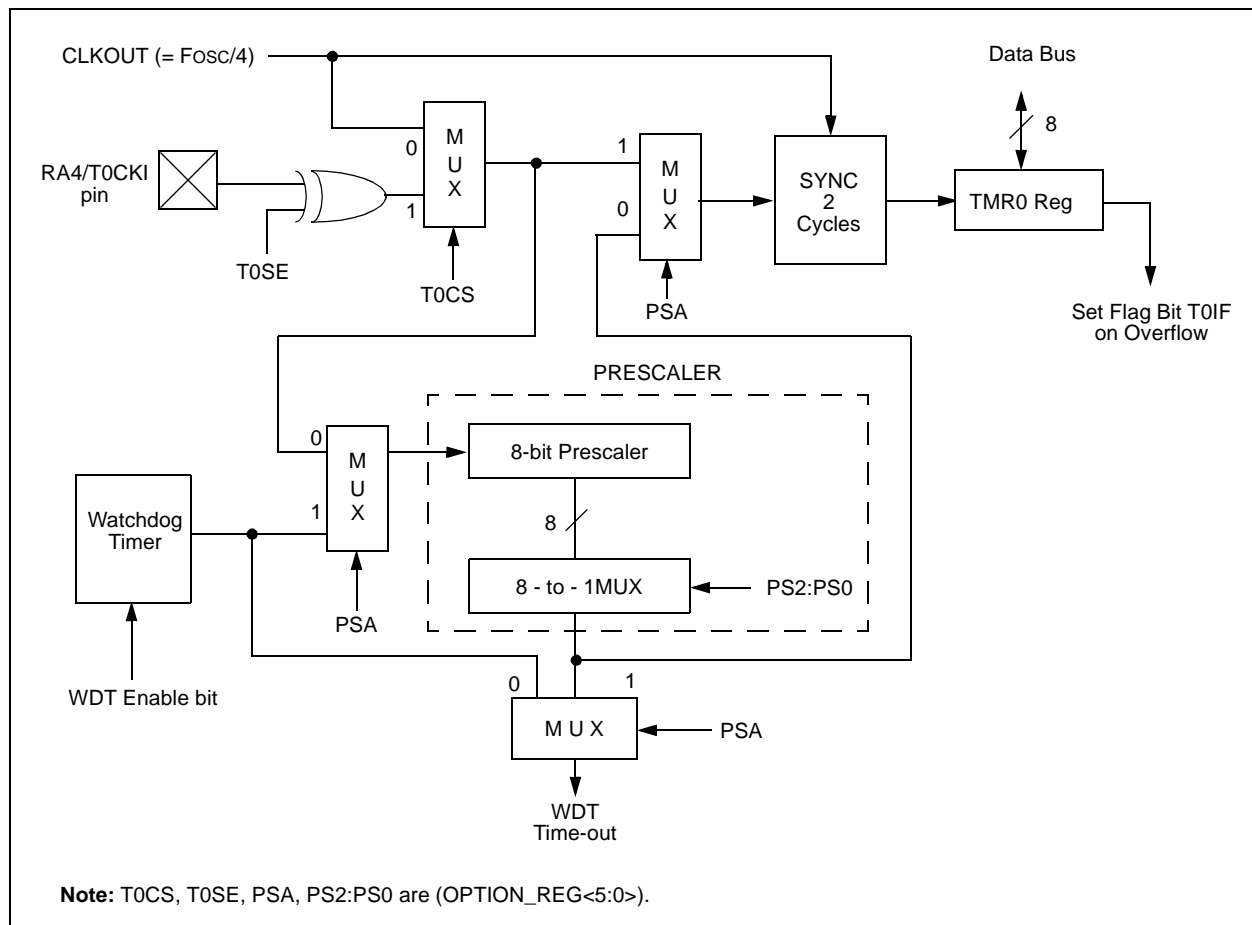 CLKOUT (= FOSC/4)
Data Bus
8
M
U
X
0
1
RA4/T0CKI
pin
T0SE
T0CS
1
0
M
U
X
PSA
SYNC
2
Cycles
TMR0 Reg
Set Flag Bit T0IF
on Overflow
PRESCALER
0
1
M
U
X
PSA
8-bit Prescaler
8
8 - to - 1MUX
PS2:PS0
Watchdog
Timer
WDT Enable bit
0
1
M U X
PSA
WDT
Time-out
Note: T0CS, T0SE, PSA, PS2:PS0 are (OPTION_REG<5:0>).